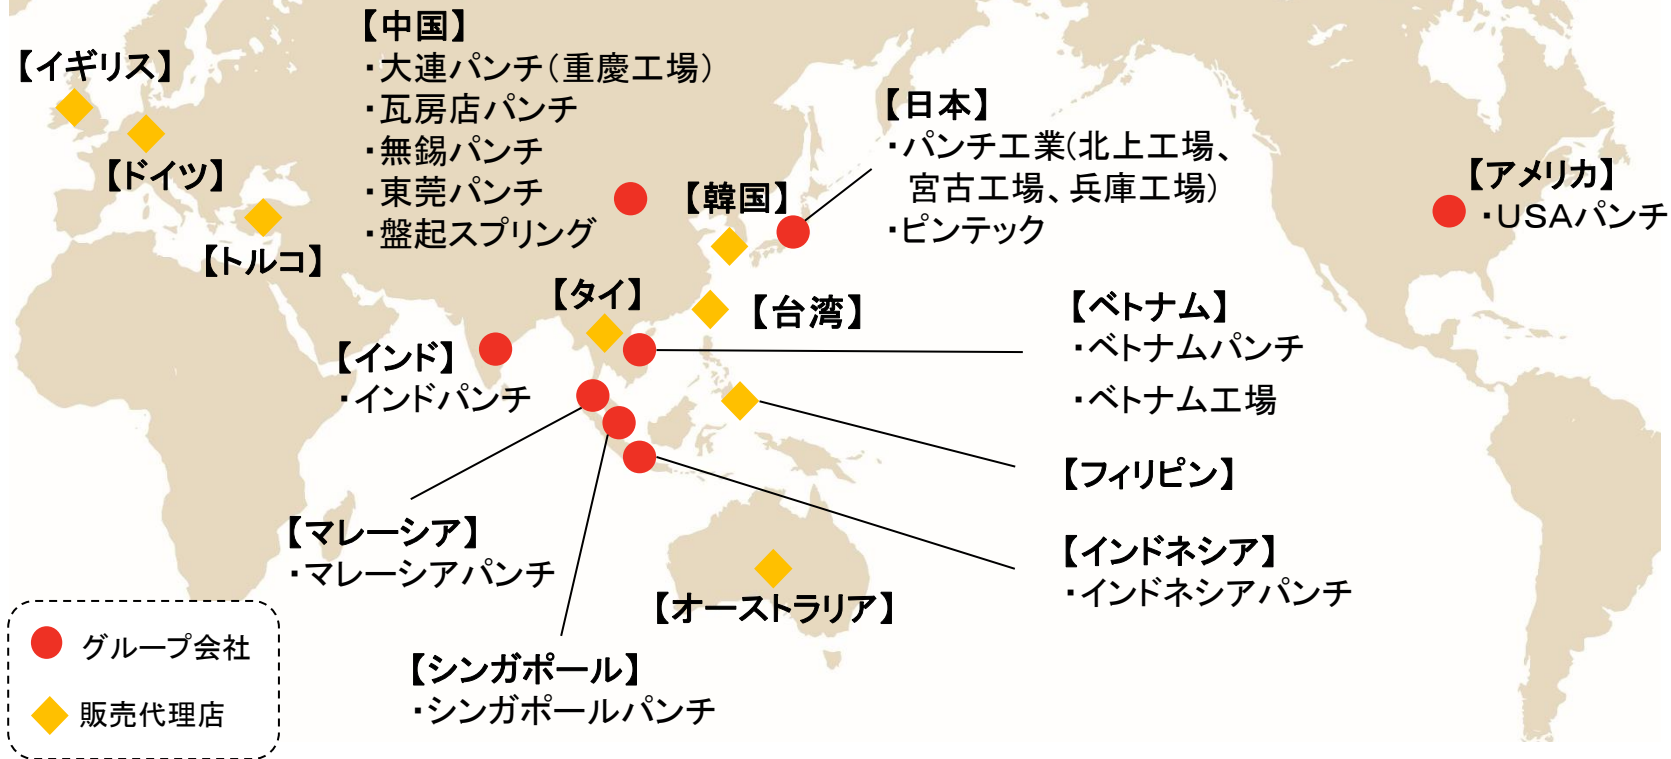 【中国】
・大連パンチ（重慶工場）
・瓦房店パンチ
・無錫パンチ
・東莞パンチ
・盤起スプリング
【イギリス】
【ドイツ】
【トルコ】
【日本】
・パンチ工業(北上工場、
宮古工場、兵庫工場)
・ピンテック
【韓国】
【アメリカ】
・USAパンチ
【タイ】
【台湾】
【ベトナム】
・ベトナムパンチ
・ベトナム工場
【インド】
・インドパンチ
【フィリピン】
【マレーシア】
・マレーシアパンチ
【インドネシア】
・インドネシアパンチ
【オーストラリア】
【シンガポール】
・シンガポールパンチ
グループ会社
販売代理店